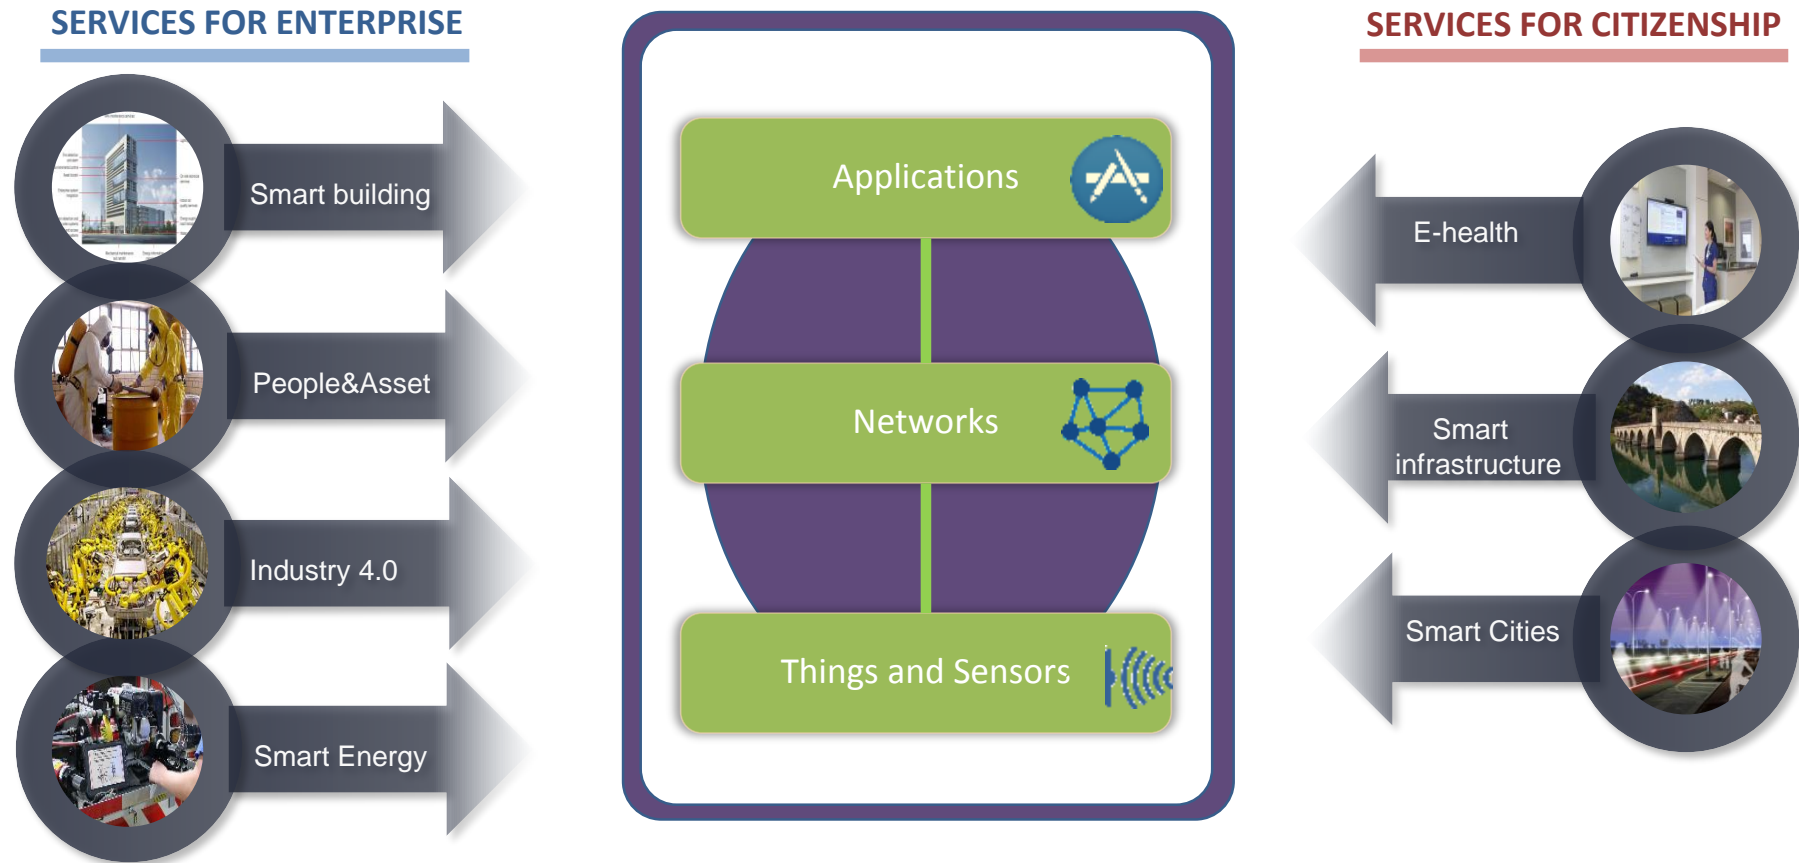 SERVICES FOR ENTERPRISE
SERVICES FOR CITIZENSHIP
Smart building
People&Asset
Industry 4.0
Smart Energy
Applications
Networks
Things and Sensors
E-health
Smart
infrastructure
Smart Cities